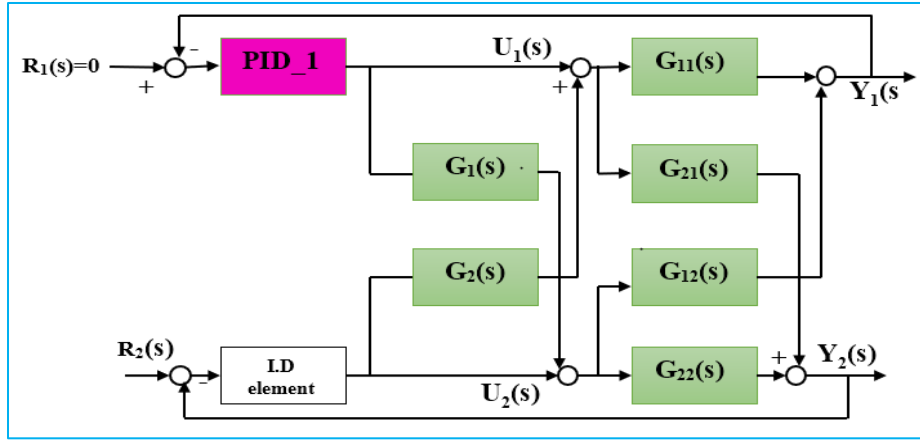 R1(s)=0
+
-
PID_1
U1(s)
+
G11(s)
Y1(s
G1(s)
G21(s)
G2(s)
G12(s)
R2(s)
-
I.D
element
U2(s)
G22(s)
+
Y2(s)